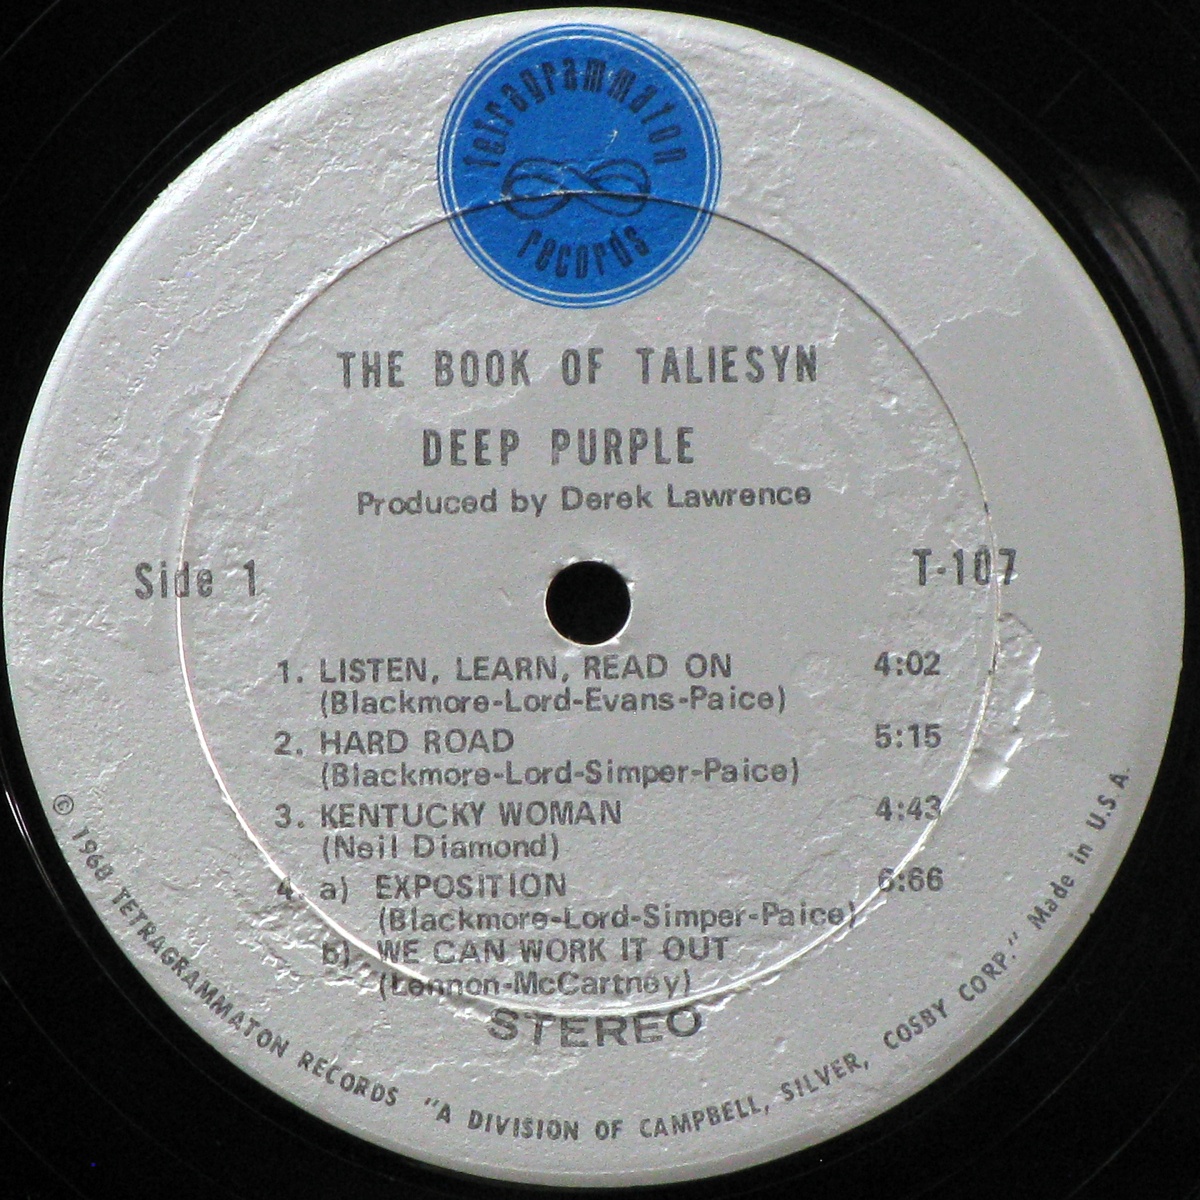 tetragrammaton
records
THE BOOK OF TALIESYN
DEEP PURPLE
Produced by Derek Lawrence
Side 1
T-107
1. LISTEN, LEARN, READ ON 4:02
(Blackmore-Lord-Evans-Paice)
2. HARD ROAD 5:15
(Blackmore-Lord-Simper-Paice)
3. KENTUCKY WOMAN 4:43
(Neil Diamond)
4. a) EXPOSITION 6:66
(Blackmore-Lord-Simper-Paice)
b) WE CAN WORK IT OUT
(Lennon-McCartney)
STEREO
© 1968 TETRAGRAMMATON RECORDS "A DIVISION OF CAMPBELL, SILVER, COSBY CORP." Made in U.S.A.